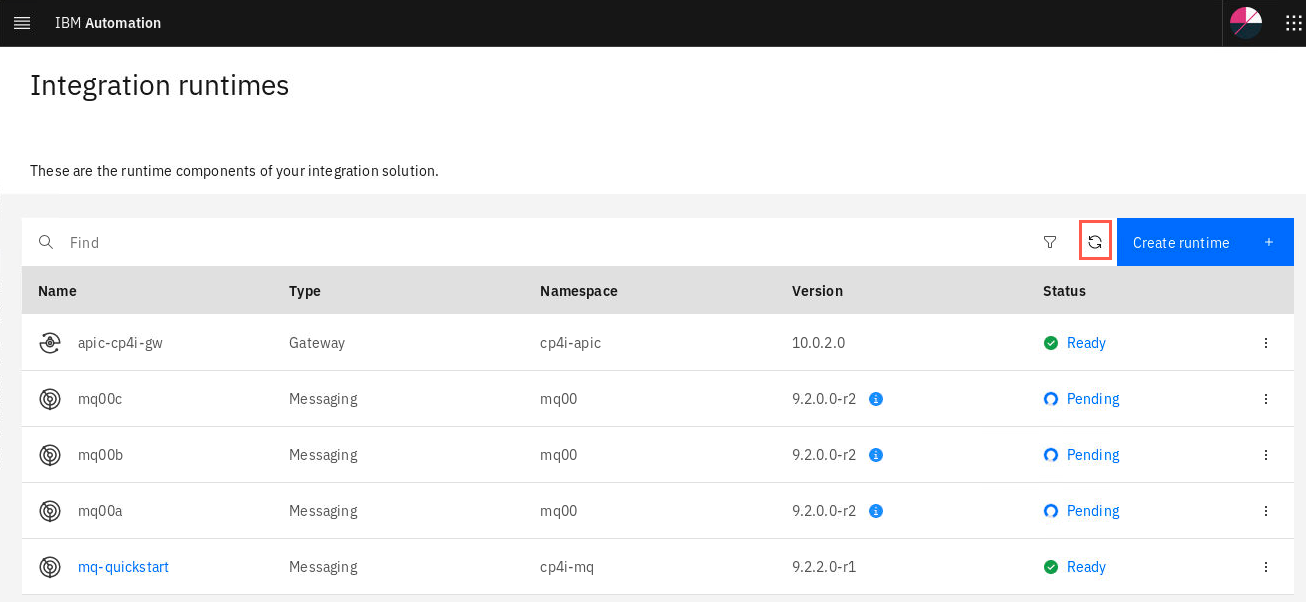 IBM Automation
Integration runtimes
These are the runtime components of your integration solution.
Find
Create runtime +
Name Type Namespace Version Status
apic-cp4i-gw Gateway cp4i-apic 10.0.2.0 Ready
mq00c Messaging mq00 9.2.0.0-r2 Pending
mq00b Messaging mq00 9.2.0.0-r2 Pending
mq00a Messaging mq00 9.2.0.0-r2 Pending
mq-quickstart Messaging cp4i-mq 9.2.2.0-r1 Ready